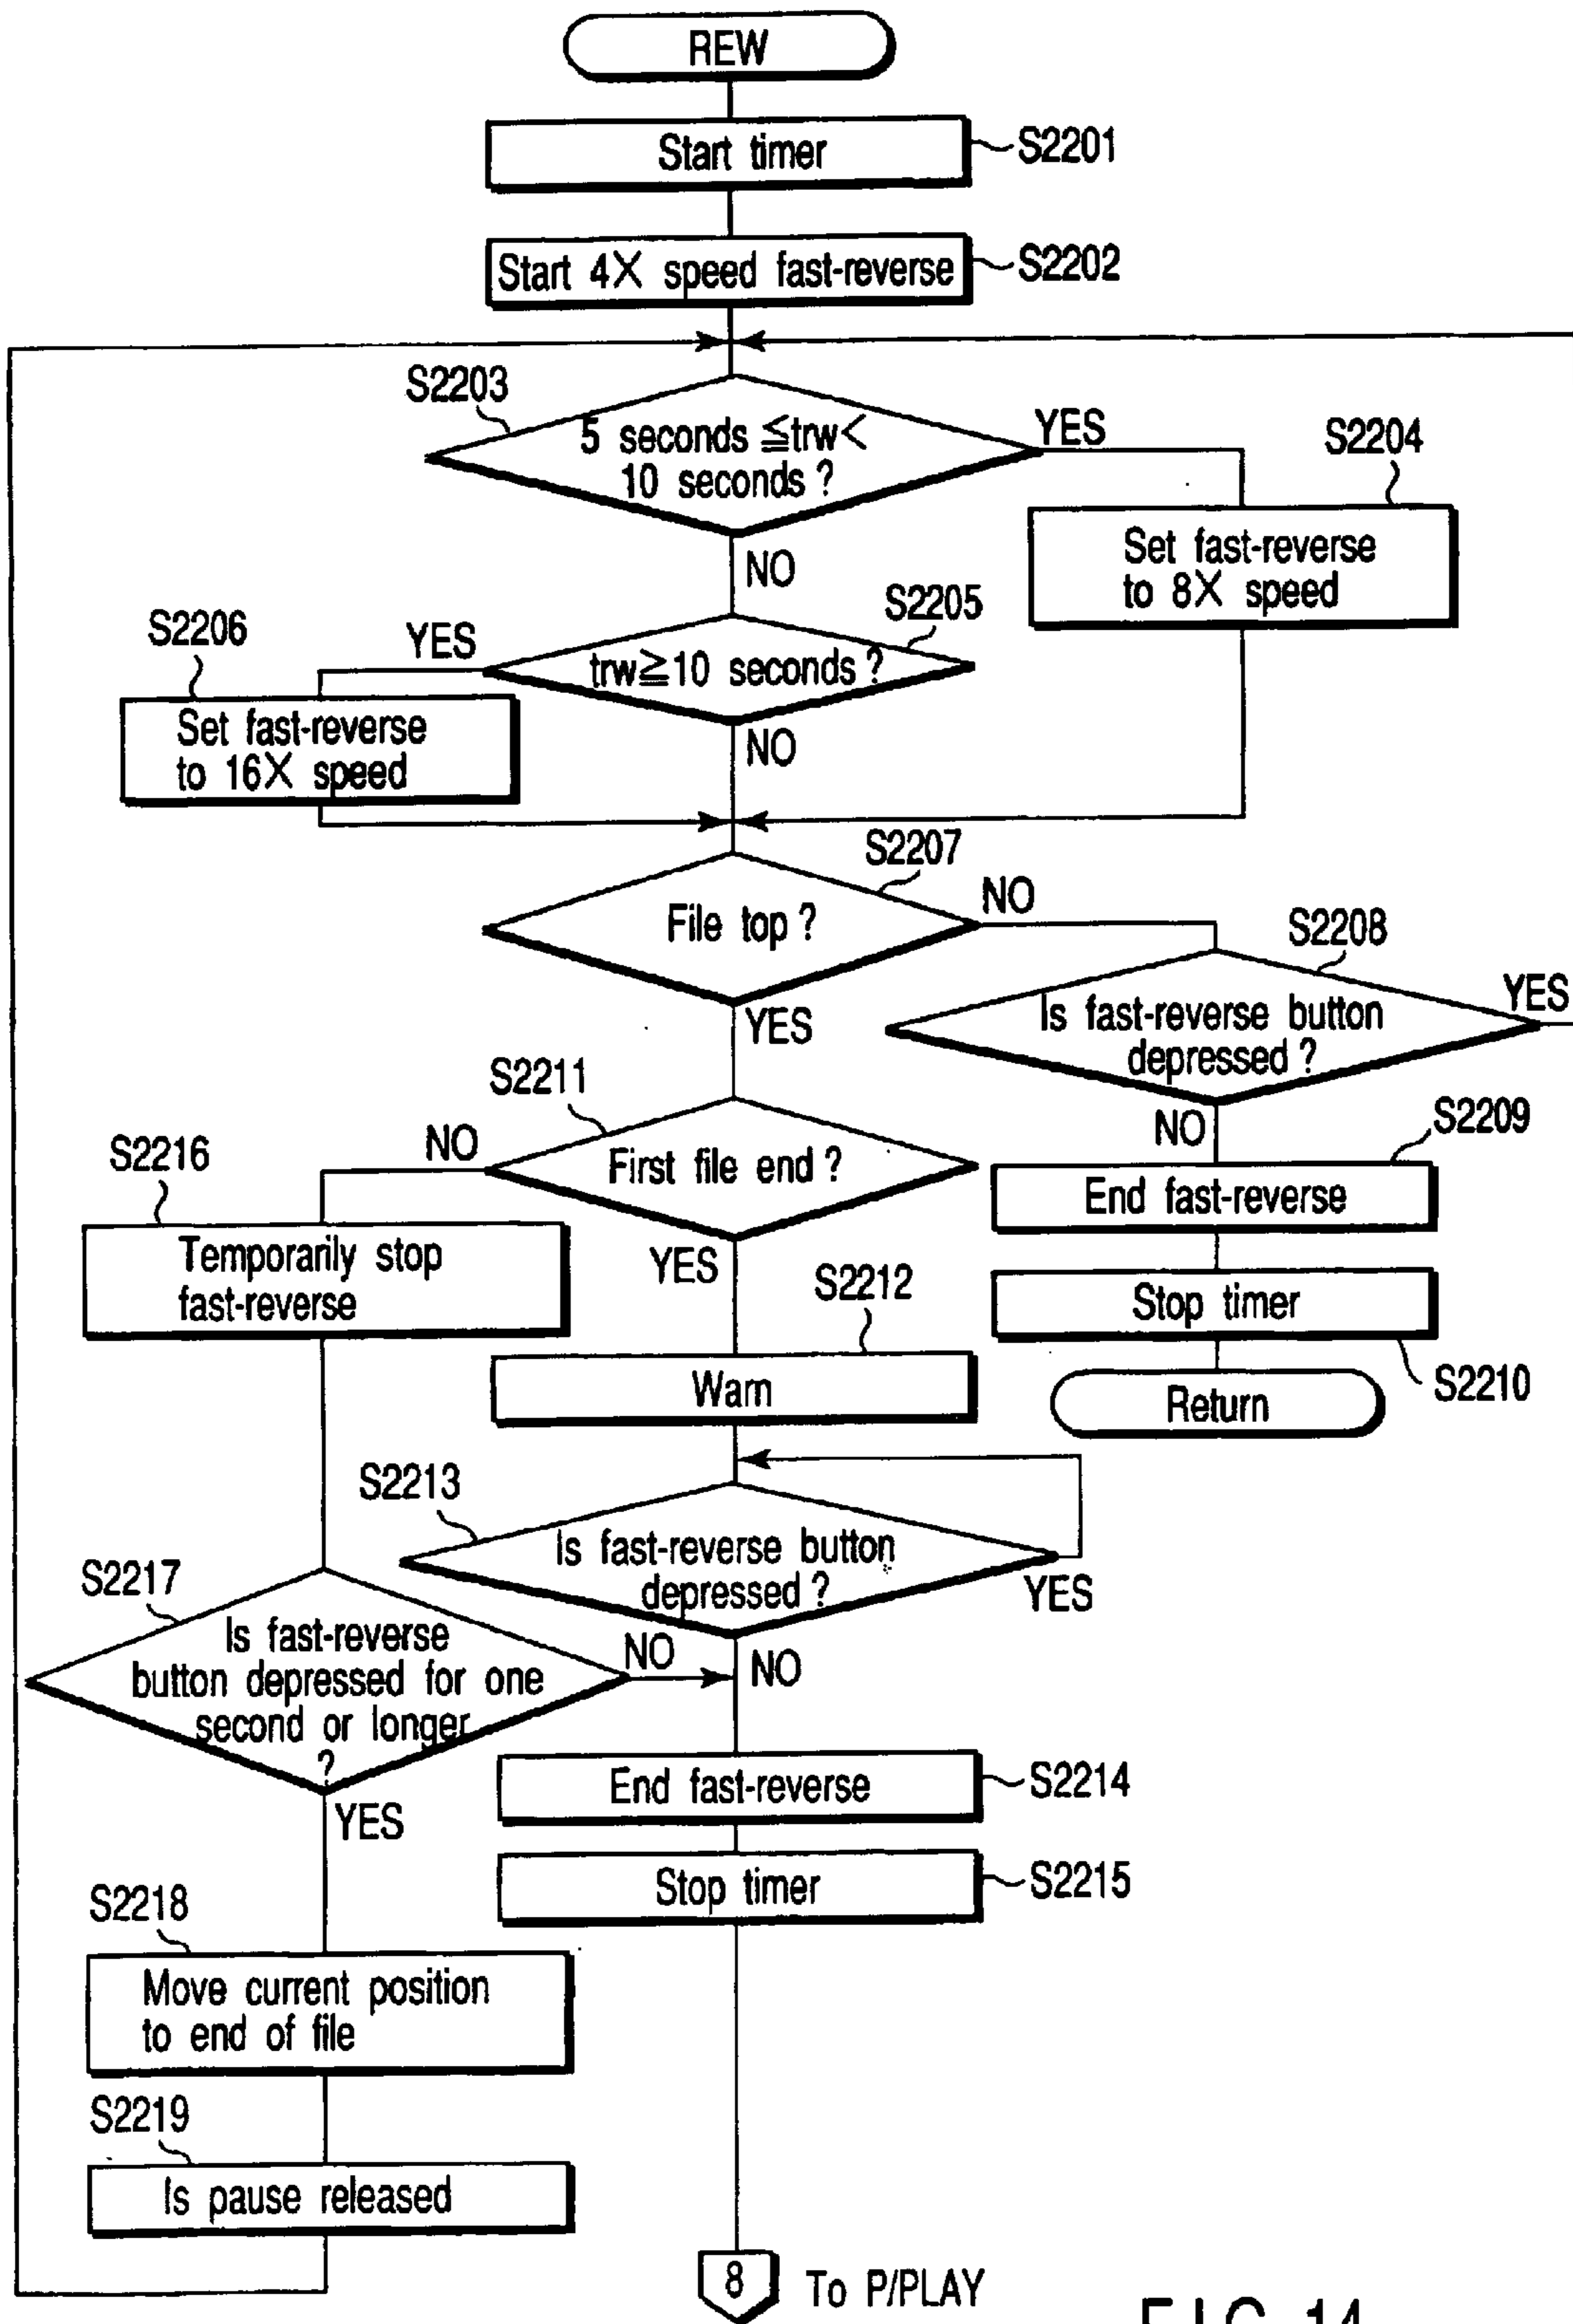 REW
Start timer
S2201
Start 4X speed fast-reverse
S2202
S2203
5 seconds ≦trw<
10 seconds ?
YES
S2204
Set fast-reverse
to 8X speed
NO
S2205
trw≧10 seconds ?
YES
S2206
Set fast-reverse
to 16X speed
NO
S2207
File top ?
NO
S2208
Is fast-reverse button
depressed ?
YES
YES
S2211
First file end ?
NO
NO
S2209
End fast-reverse
S2216
Temporarily stop
fast-reverse
YES
S2212
Warn
Stop timer
S2210
Return
S2213
Is fast-reverse button
depressed ?
YES
S2217
Is fast-reverse
button depressed for one
second or longer
?
NO
NO
YES
End fast-reverse
S2214
Stop timer
S2215
S2218
Move current position
to end of file
S2219
Is pause released
8
To P/PLAY
FIG. 14